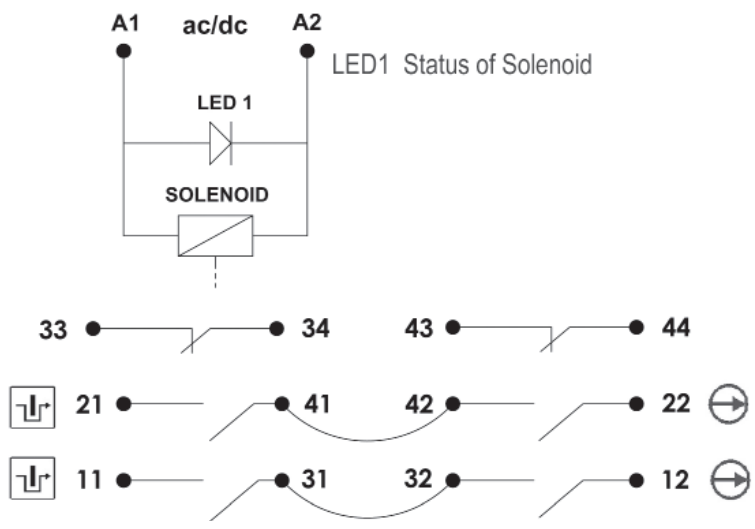 A1 ac/dc A2
LED1 Status of Solenoid
LED 1
SOLENOID
33 34 43 44
21 41 42 22
11 31 32 12